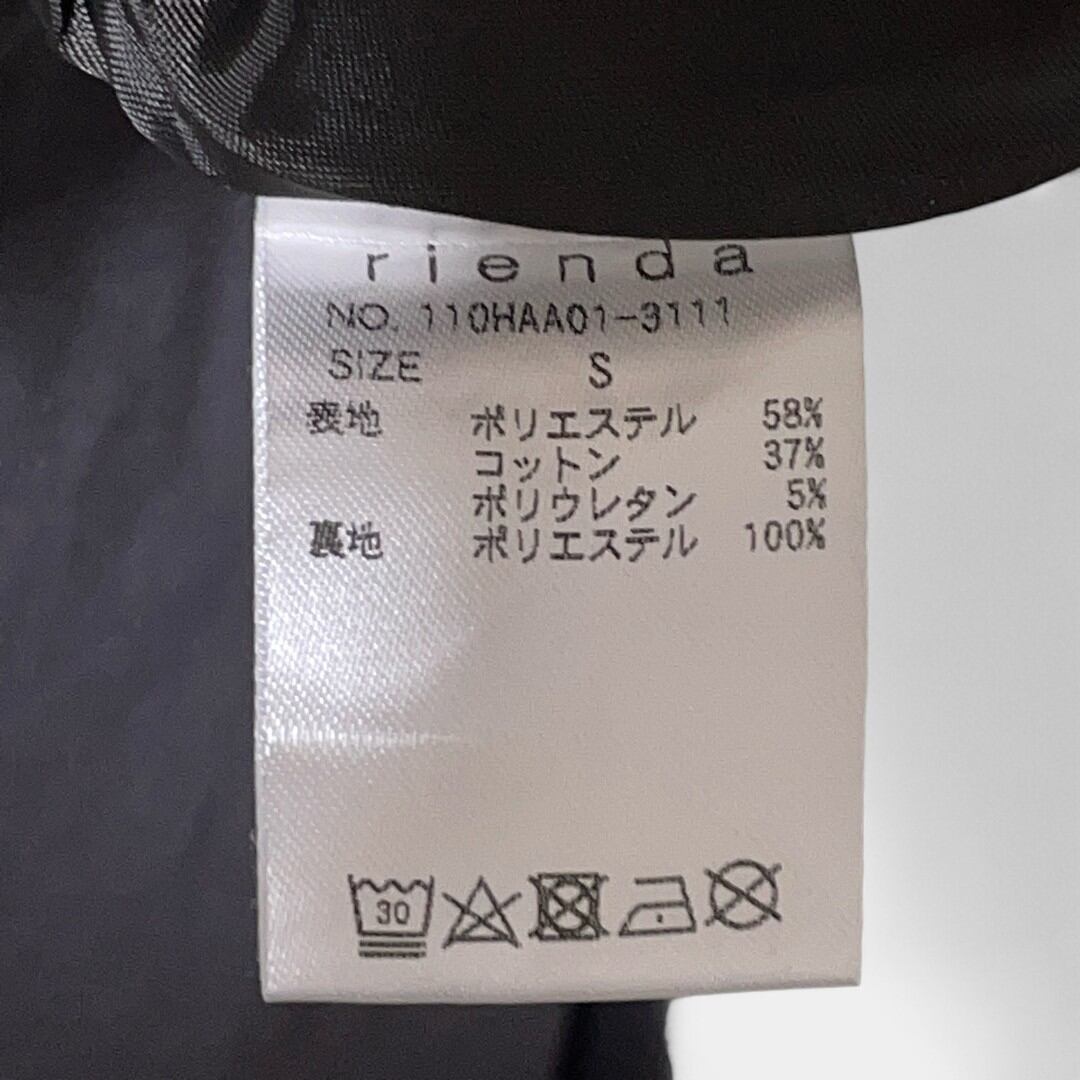 rienda
NO. 110HAA01-3111
SIZE S
表地 ポリエステル 58%
コットン 37%
ポリウレタン 5%
裏地 ポリエステル 100%
30